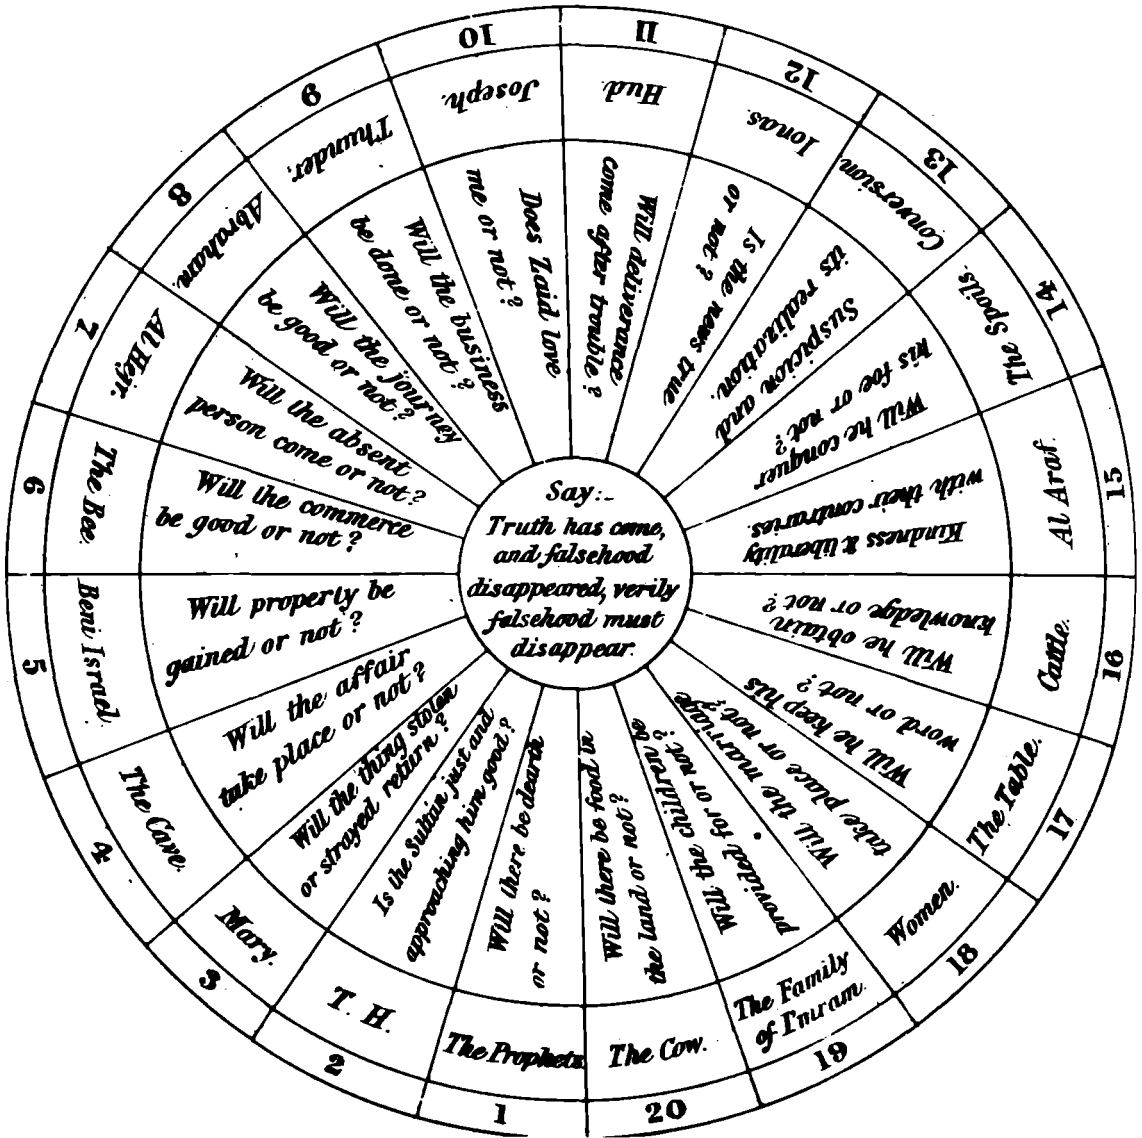 Say:-
Truth has come,
and falsehood
disappeared, verily
falsehood must
disappear.
1
The Prophets.
Will there be dearth
or not?
2
T. H.
Is the Sultan just and
approaching him good?
3
Mary.
Will the thing stolen
or strayed return?
4
The Cave.
Will the affair
take place or not?
5
Beni Israel.
Will property be
gained or not?
6
The Bee.
Will the commerce
be good or not?
7
Al Hejr.
Will the absent
person come or not?
8
Abraham.
Will the journey
be good or not?
9
Thunder.
Will the business
be done or not?
10
Joseph.
Does Zaid love
me or not?
11
Hud.
Will deliverance
come after trouble?
12
Ionas.
Is the news true
or not?
13
Conversion
Suspicion and
its realization.
14
The Spoils.
Will he conquer
his foe or not?
15
Al Araf.
Kindness & liberality
with their contraries.
16
Cattle.
Will he obtain
knowledge or not?
17
The Table.
Will he keep his
word or not?
18
Women.
Will the marriage
take place or not?
19
The Family
of I'mram.
Will the children be
provided for or not?
20
The Cow.
Will there be food in
the land or not?